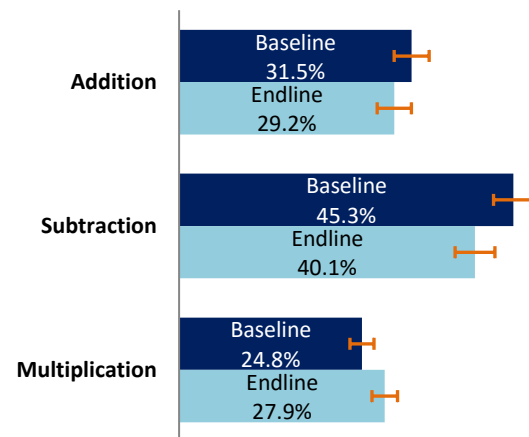 Addition
Baseline
31.5%
Endline
29.2%
Subtraction
Baseline
45.3%
Endline
40.1%
Multiplication
Baseline
24.8%
Endline
27.9%